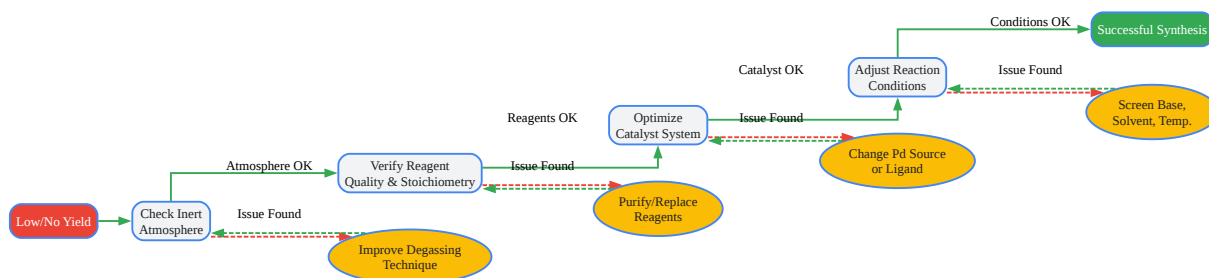 Low/No Yield
Check Inert
Atmosphere
Issue Found
Improve Degassing
Technique
Atmosphere OK
Verify Reagent
Quality & Stoichiometry
Issue Found
Purify/Replace
Reagents
Reagents OK
Optimize
Catalyst System
Issue Found
Change Pd Source
or Ligand
Catalyst OK
Adjust Reaction
Conditions
Issue Found
Screen Base,
Solvent, Temp.
Conditions OK
Successful Synthesis